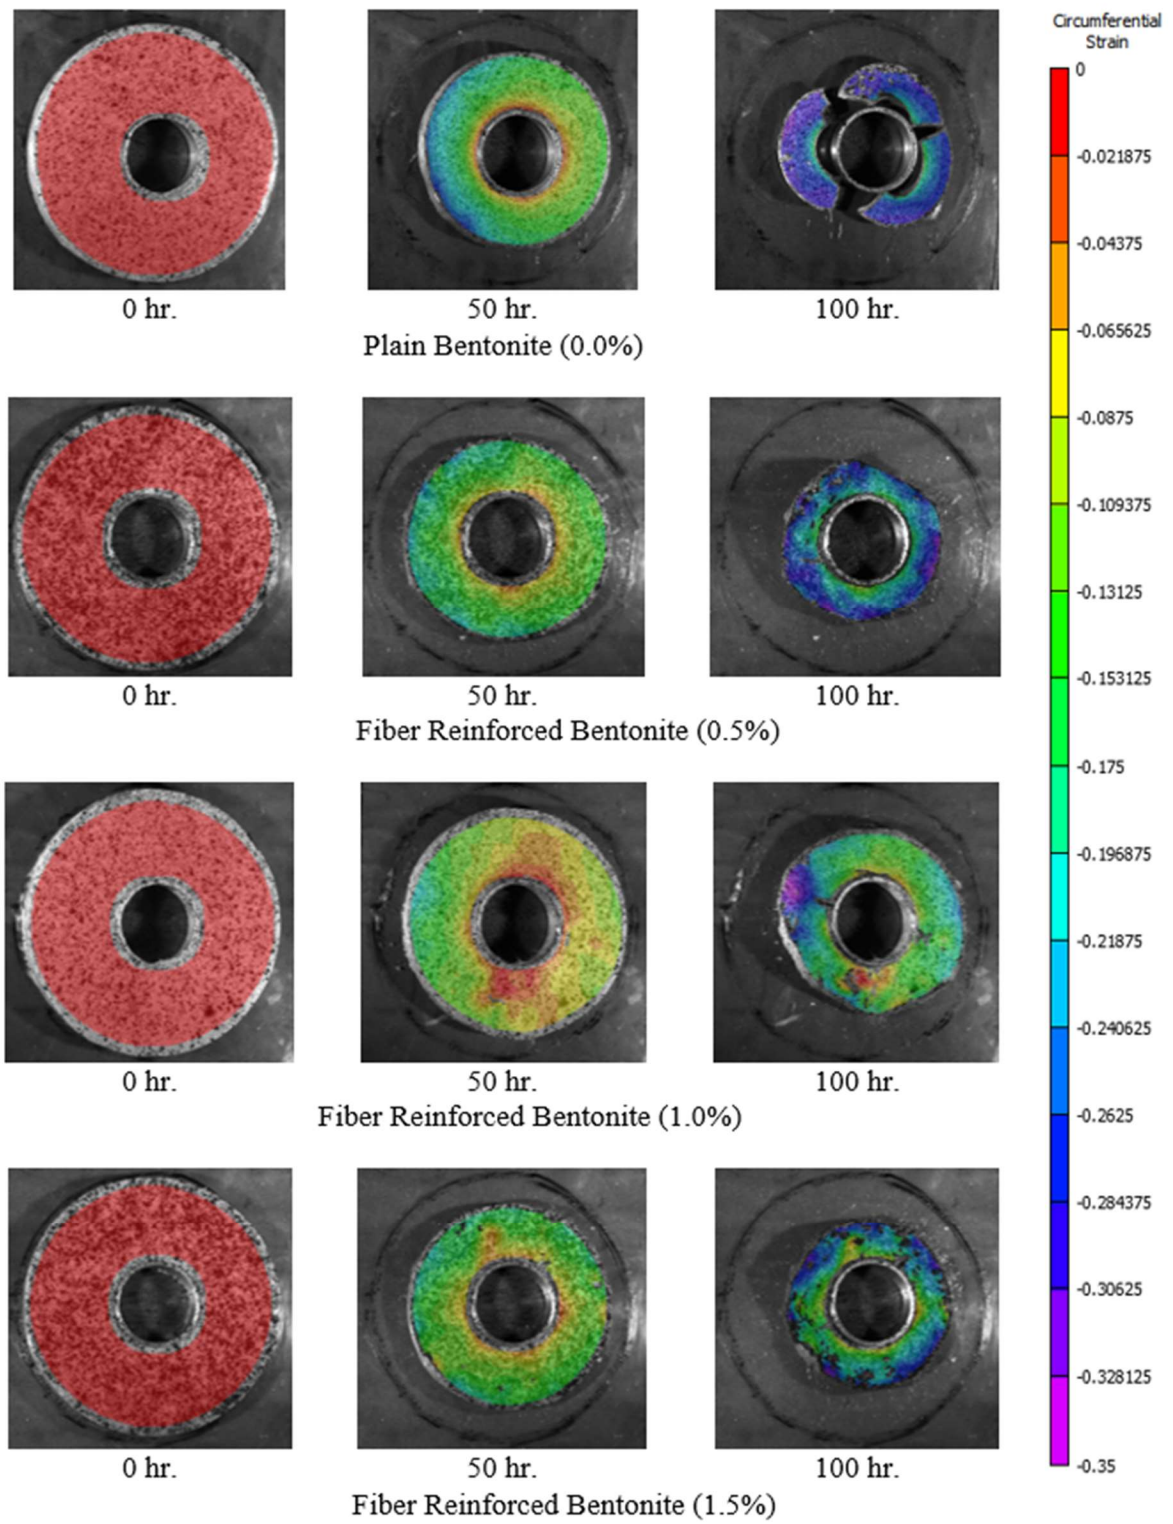 Circumferential
Strain
0
-0.021875
-0.04375
-0.065625
-0.0875
-0.109375
-0.13125
-0.153125
-0.175
-0.196875
-0.21875
-0.240625
-0.2625
-0.284375
-0.30625
-0.328125
-0.35
0 hr.
50 hr.
100 hr.
Plain Bentonite (0.0%)
0 hr.
50 hr.
100 hr.
Fiber Reinforced Bentonite (0.5%)
0 hr.
50 hr.
100 hr.
Fiber Reinforced Bentonite (1.0%)
0 hr.
50 hr.
100 hr.
Fiber Reinforced Bentonite (1.5%)